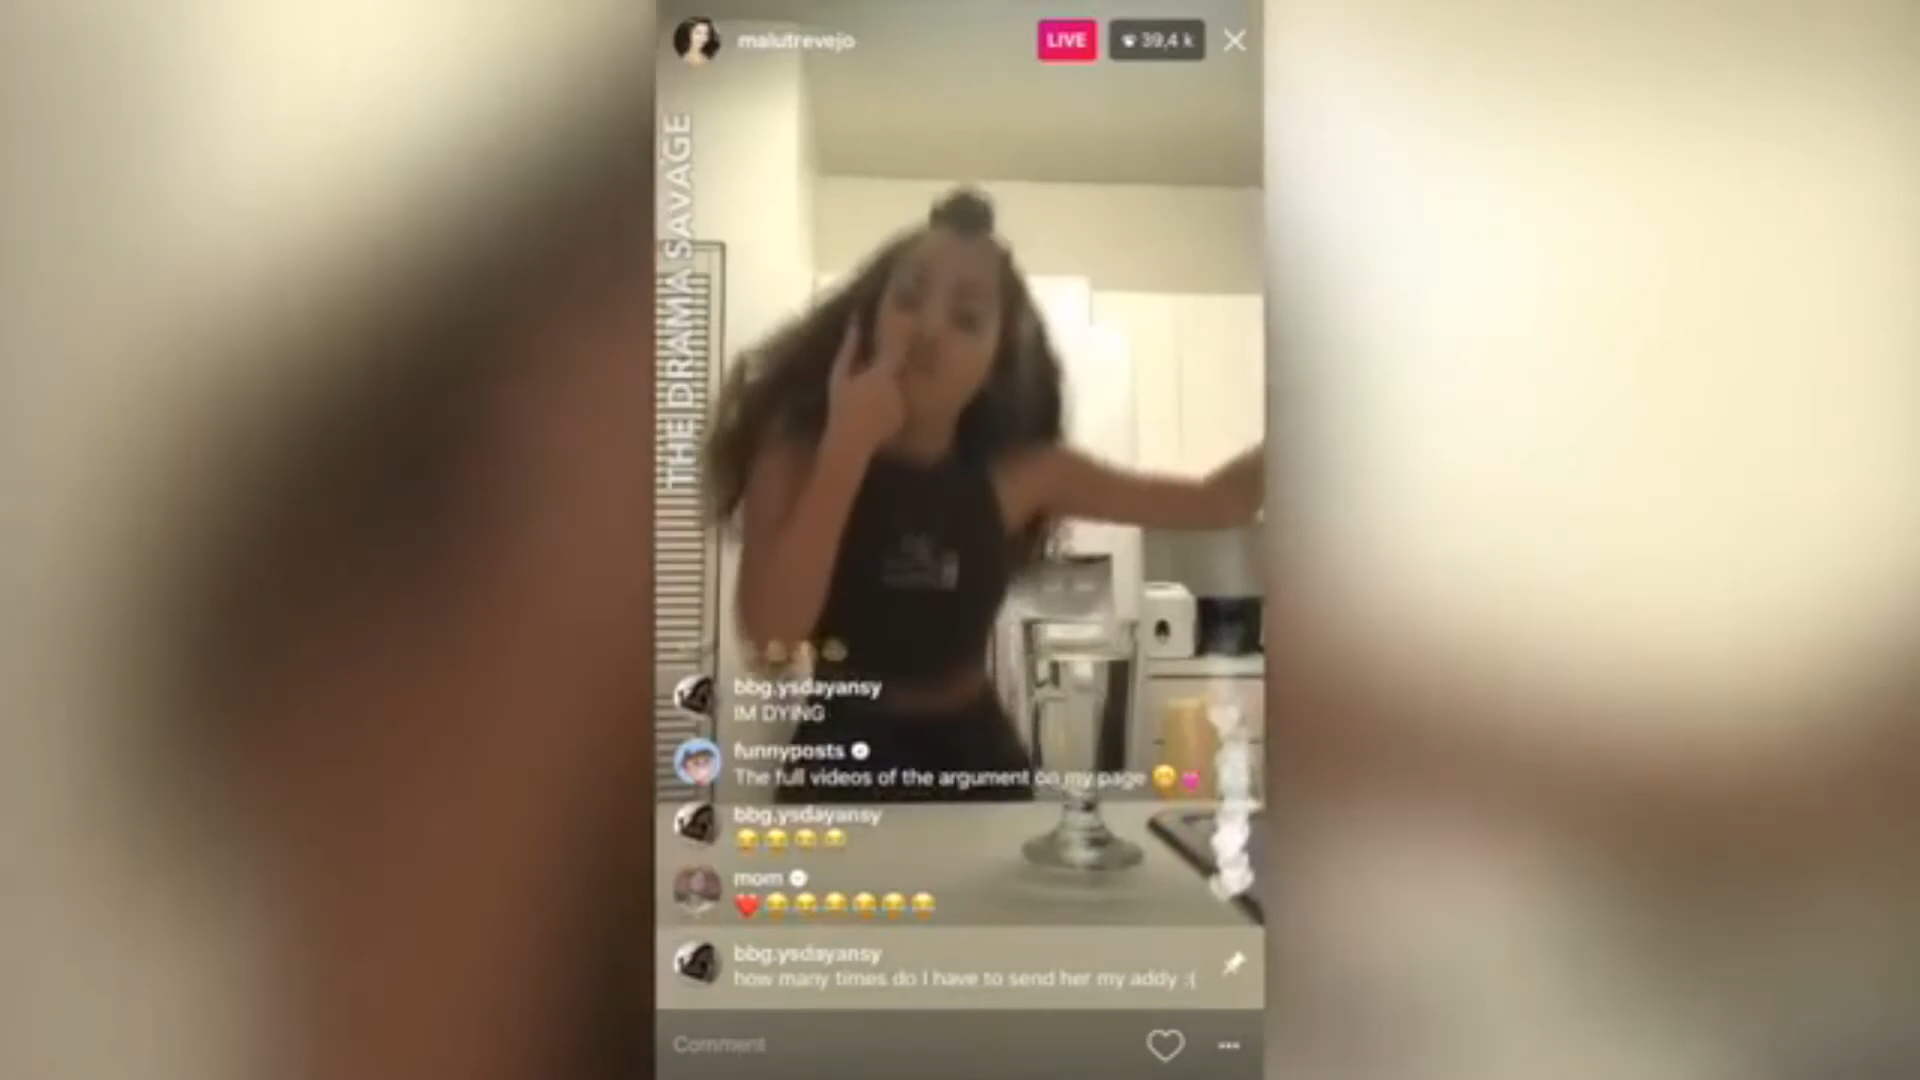 malutrevejo
LIVE
39,4 k
THE DRAMA SAVAGE
bbg.ysdayansy
IM DYING
funnyposts
The full videos of the argument on my page
bbg.ysdayansy
mom
bbg.ysdayansy
how many times do I have to send her my addy :(
Comment